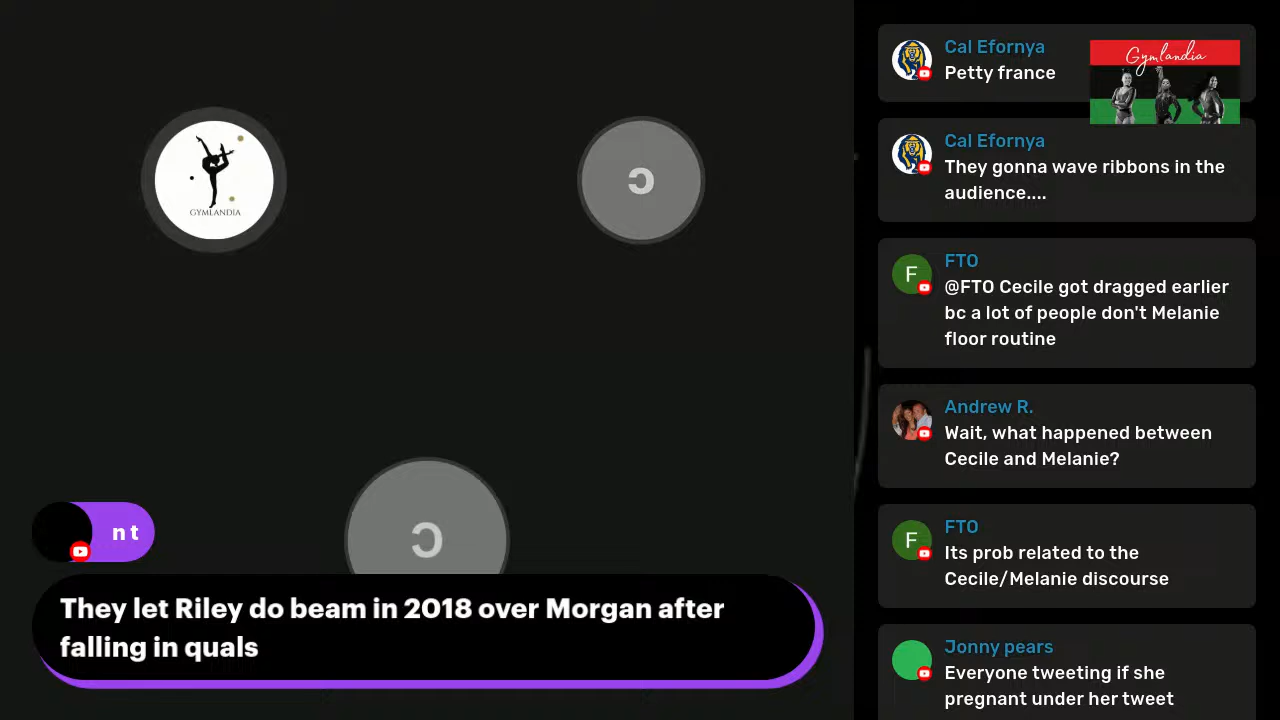 GYMLANDIA
ɔ
ɔ
n t
They let Riley do beam in 2018 over Morgan after
falling in quals
Cal Efornya
Petty france
Gymlandia
Cal Efornya
They gonna wave ribbons in the
audience....
F
FTO
@FTO Cecile got dragged earlier
bc a lot of people don't Melanie
floor routine
Andrew R.
Wait, what happened between
Cecile and Melanie?
F
FTO
Its prob related to the
Cecile/Melanie discourse
Jonny pears
Everyone tweeting if she
pregnant under her tweet